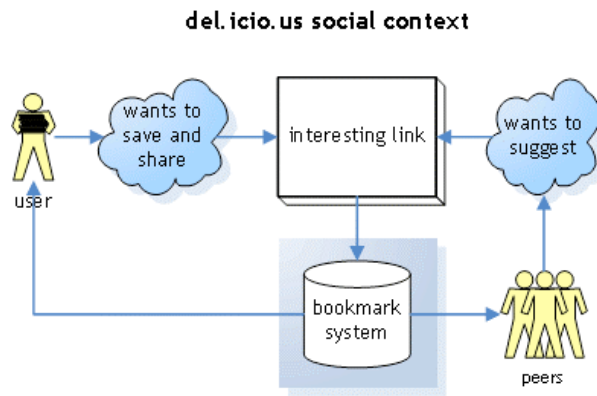 del.icio.us social context
wants to
save and
share
interesting link
wants to
suggest
user
bookmark
system
peers